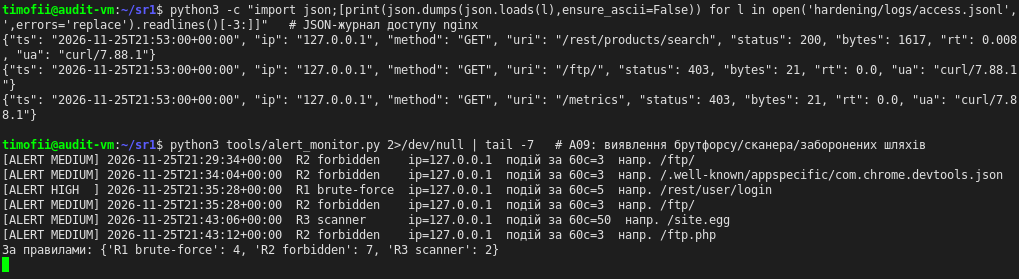 timofii@audit-vm:~/sr1$ python3 -c "import json;[print(json.dumps(json.loads(l),ensure_ascii=False)) for l in open('hardening/logs/access.jsonl',
',errors='replace').readlines()[-3:]]"   # JSON-журнал доступу nginx
{"ts": "2026-11-25T21:53:00+00:00", "ip": "127.0.0.1", "method": "GET", "uri": "/rest/products/search", "status": 200, "bytes": 1617, "rt": 0.008
, "ua": "curl/7.88.1"}
{"ts": "2026-11-25T21:53:00+00:00", "ip": "127.0.0.1", "method": "GET", "uri": "/ftp/", "status": 403, "bytes": 21, "rt": 0.0, "ua": "curl/7.88.1
"}
{"ts": "2026-11-25T21:53:00+00:00", "ip": "127.0.0.1", "method": "GET", "uri": "/metrics", "status": 403, "bytes": 21, "rt": 0.0, "ua": "curl/7.8
8.1"}
timofii@audit-vm:~/sr1$ python3 tools/alert_monitor.py 2>/dev/null | tail -7   # A09: виявлення брутфорсу/сканера/заборонених шляхів
[ALERT MEDIUM] 2026-11-25T21:29:34+00:00  R2 forbidden    ip=127.0.0.1  подій за 60с=3  напр. /ftp/
[ALERT MEDIUM] 2026-11-25T21:34:04+00:00  R2 forbidden    ip=127.0.0.1  подій за 60с=3  напр. /.well-known/appspecific/com.chrome.devtools.json
[ALERT HIGH  ] 2026-11-25T21:35:28+00:00  R1 brute-force  ip=127.0.0.1  подій за 60с=5  напр. /rest/user/login
[ALERT MEDIUM] 2026-11-25T21:35:28+00:00  R2 forbidden    ip=127.0.0.1  подій за 60с=3  напр. /ftp/
[ALERT MEDIUM] 2026-11-25T21:43:06+00:00  R3 scanner      ip=127.0.0.1  подій за 60с=50  напр. /site.egg
[ALERT MEDIUM] 2026-11-25T21:43:12+00:00  R2 forbidden    ip=127.0.0.1  подій за 60с=3  напр. /ftp.php
За правилами: {'R1 brute-force': 4, 'R2 forbidden': 7, 'R3 scanner': 2}